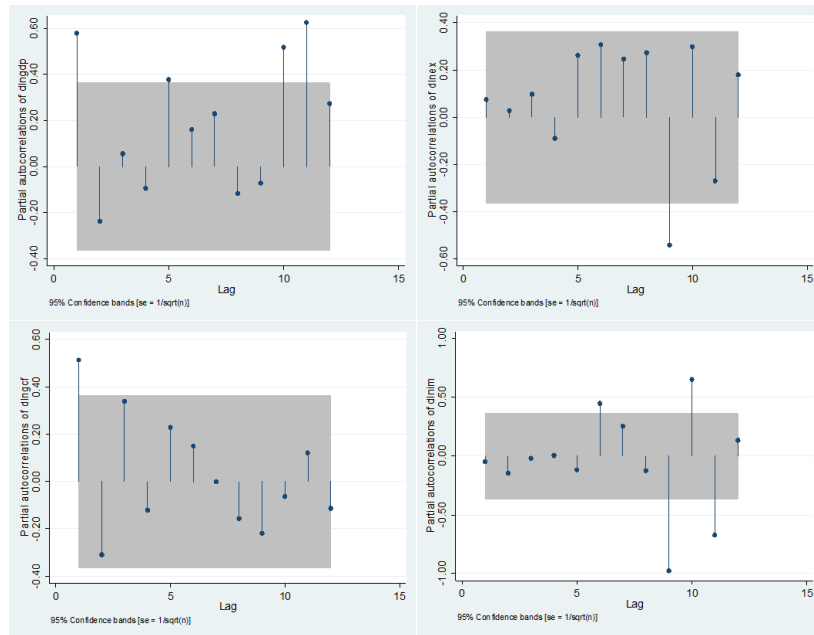 Partial autocorrelations of dlngdp
0.60
0.40
0.20
0.00
-0.20
-0.40
0 5 10 15
Lag
95% Confidence bands [se = 1/sqrt(n)]
Partial autocorrelations of dlnex
0.40
0.20
0.00
-0.20
-0.40
-0.60
0 5 10 15
Lag
95% Confidence bands [se = 1/sqrt(n)]
Partial autocorrelations of dlngcf
0.60
0.40
0.20
0.00
-0.20
-0.40
0 5 10 15
Lag
95% Confidence bands [se = 1/sqrt(n)]
Partial autocorrelations of dlnim
1.00
0.50
0.00
-0.50
-1.00
0 5 10 15
Lag
95% Confidence bands [se = 1/sqrt(n)]